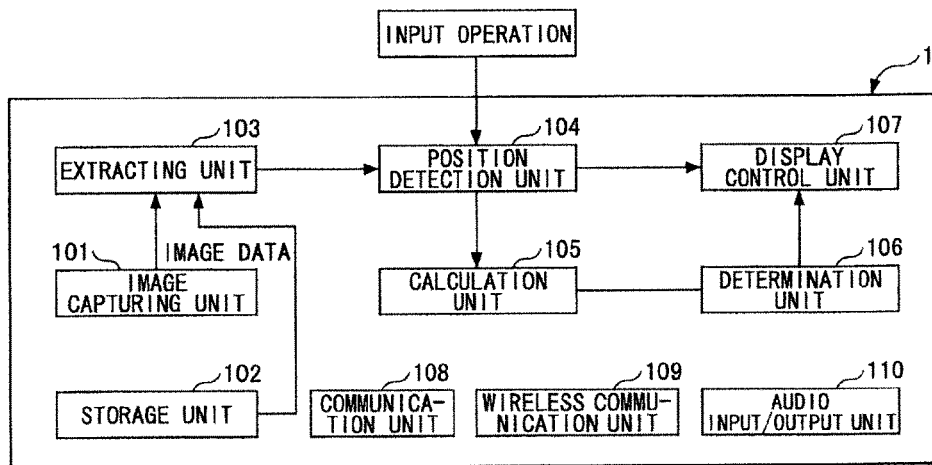 INPUT OPERATION
1
103
EXTRACTING UNIT
104
POSITION
DETECTION UNIT
107
DISPLAY
CONTROL UNIT
IMAGE DATA
101
IMAGE
CAPTURING UNIT
105
CALCULATION
UNIT
106
DETERMINATION
UNIT
102
STORAGE UNIT
108
COMMUNICA-
TION UNIT
109
WIRELESS COMMU-
NICATION UNIT
110
AUDIO
INPUT/OUTPUT UNIT